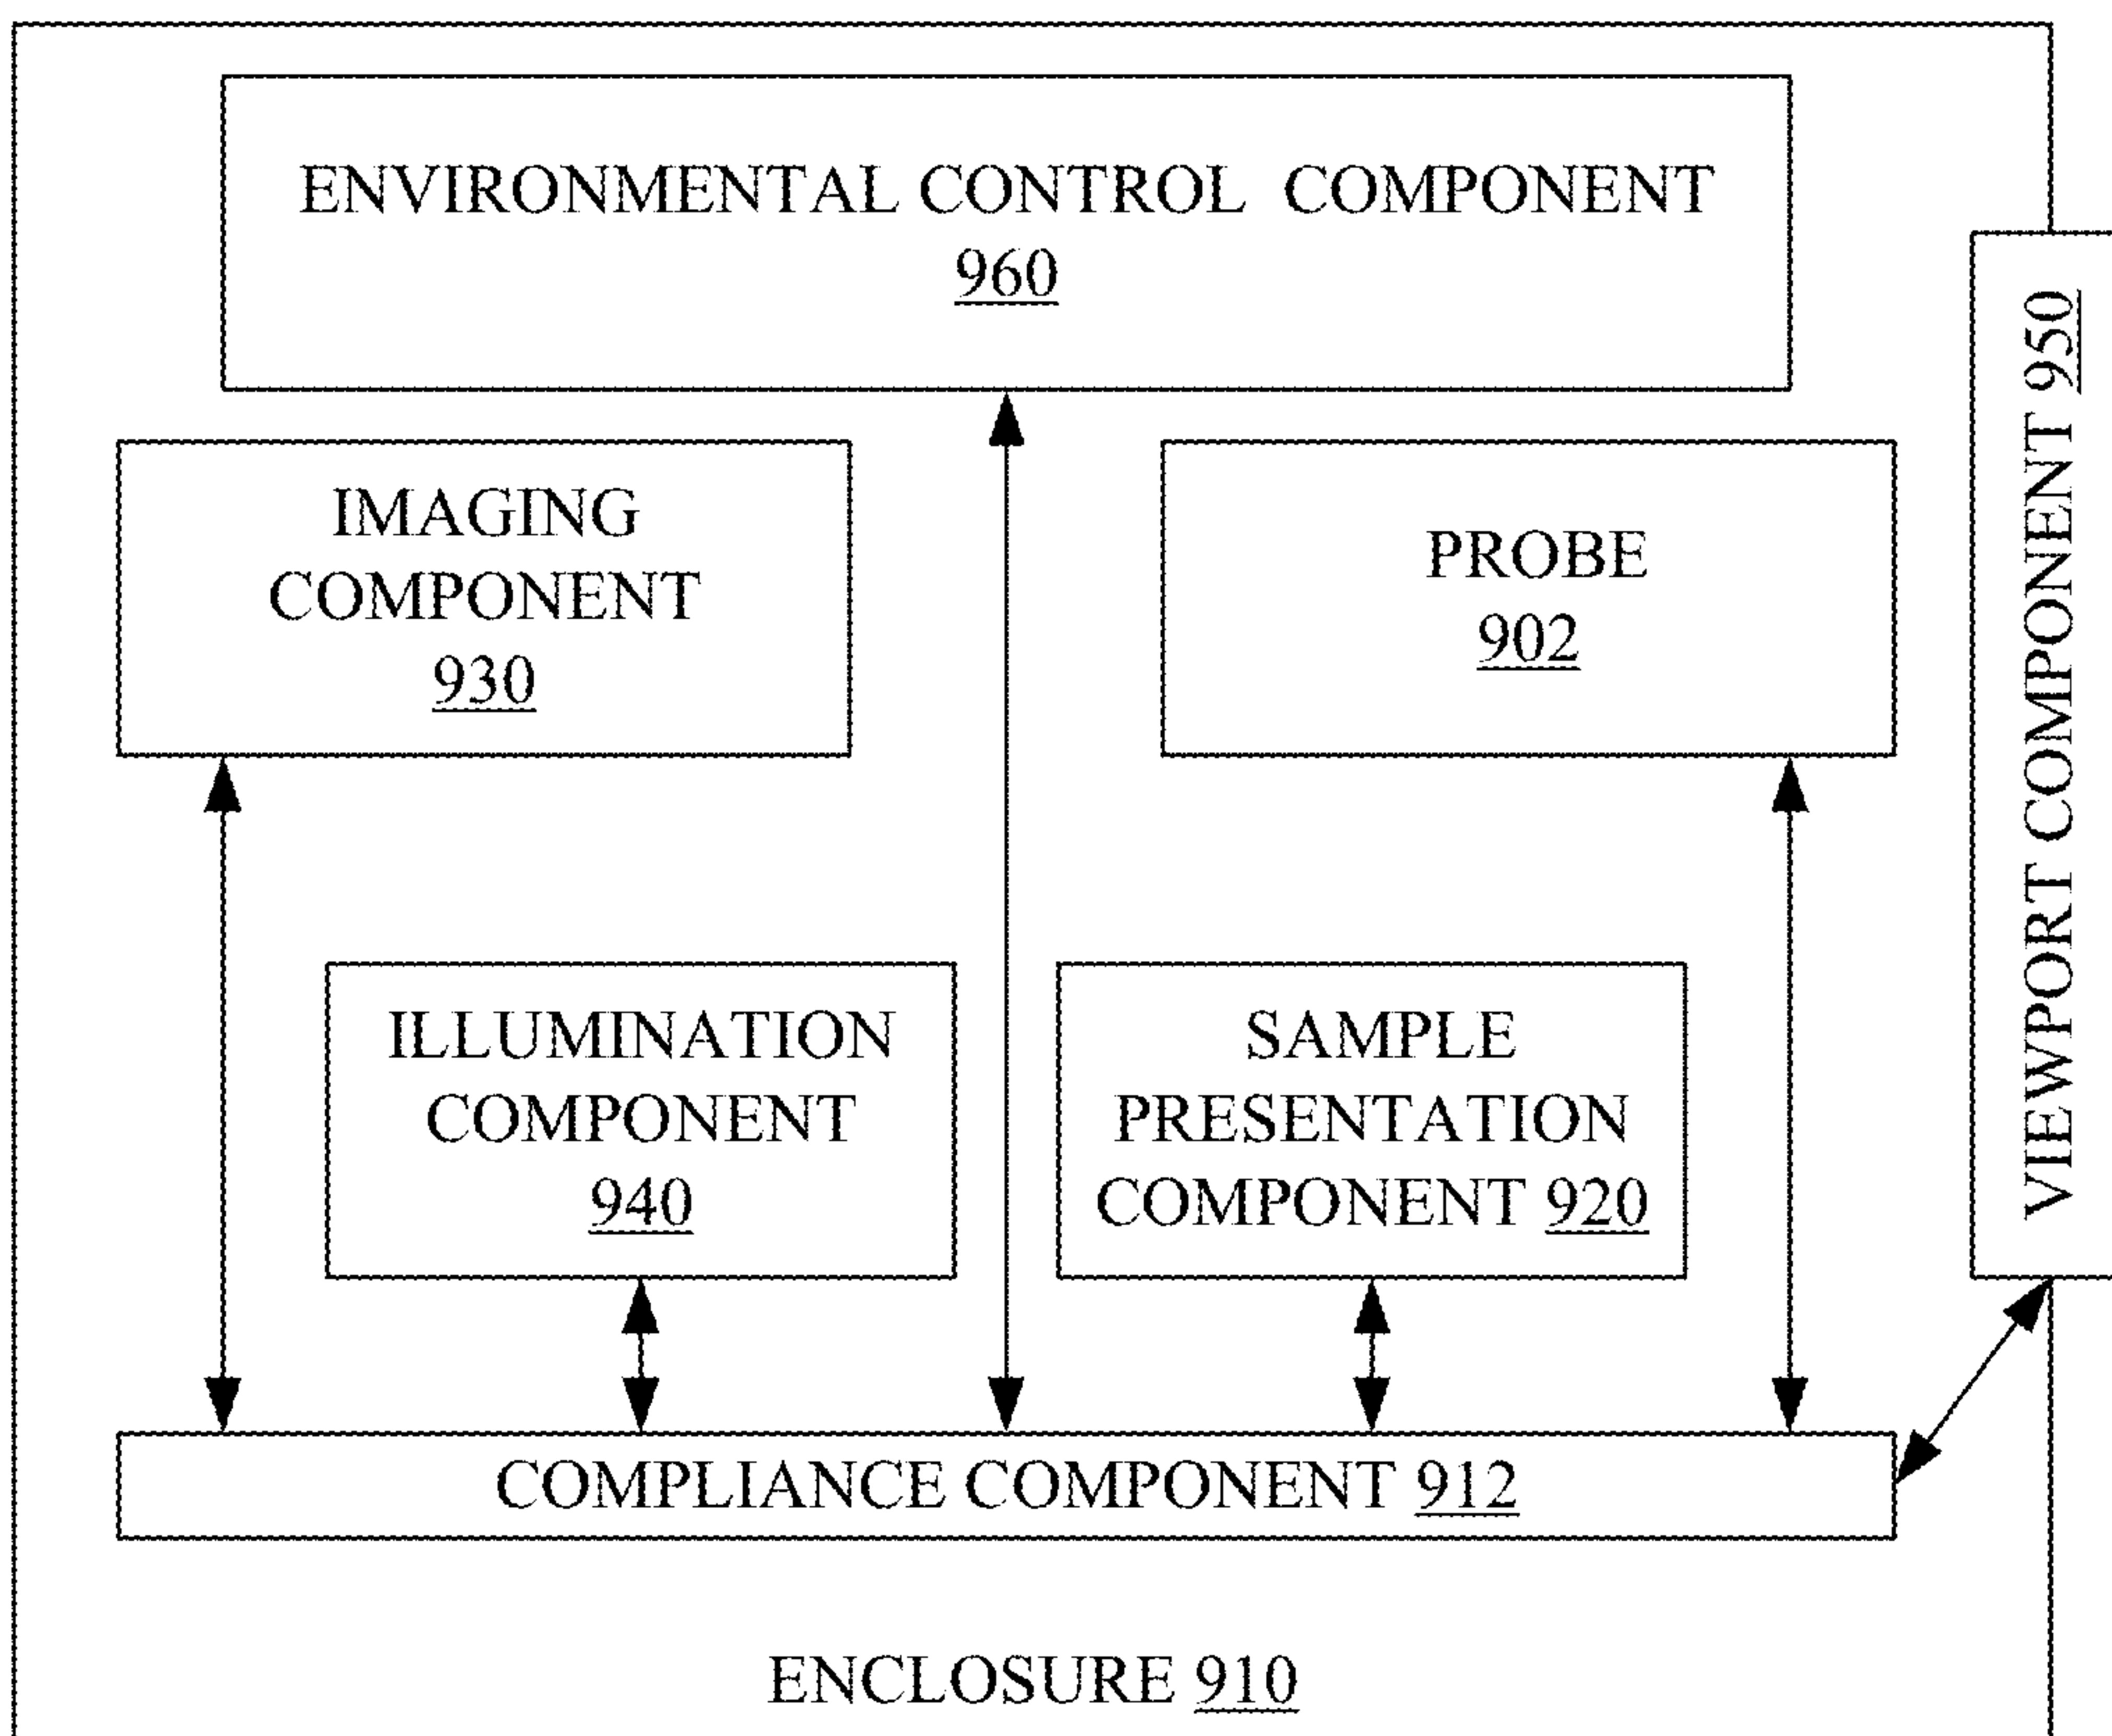 ENVIRONMENTAL CONTROL COMPONENT
960
IMAGING
COMPONENT
930
PROBE
902
VIEWPORT COMPONENT 950
ILLUMINATION
COMPONENT
940
SAMPLE
PRESENTATION
COMPONENT 920
COMPLIANCE COMPONENT 912
ENCLOSURE 910